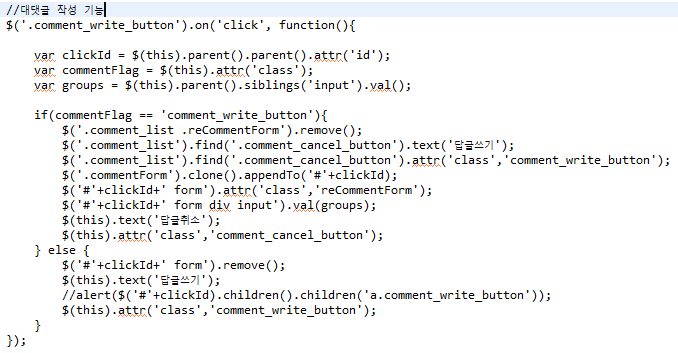 //대댓글 작성 기능
$('.comment_write_button').on('click', function(){
var clickId = $(this).parent().parent().attr('id');
var commentFlag = $(this).attr('class');
var groups = $(this).parent().siblings('input').val();
if(commentFlag == 'comment_write_button'){
$('.comment_list .reCommentForm').remove();
$('.comment_list').find('.comment_cancel_button').text('답글쓰기');
$('.comment_list').find('.comment_cancel_button').attr('class','comment_write_button');
$('.commentForm').clone().appendTo('#'+clickId);
$('#'+clickId+' form').attr('class','reCommentForm');
$('#'+clickId+' form div input').val(groups);
$(this).text('답글취소');
$(this).attr('class','comment_cancel_button');
} else {
$('#'+clickId+' form').remove();
$(this).text('답글쓰기');
//alert($('#'+clickId).children().children('a.comment_write_button'));
$(this).attr('class','comment_write_button');
}
});